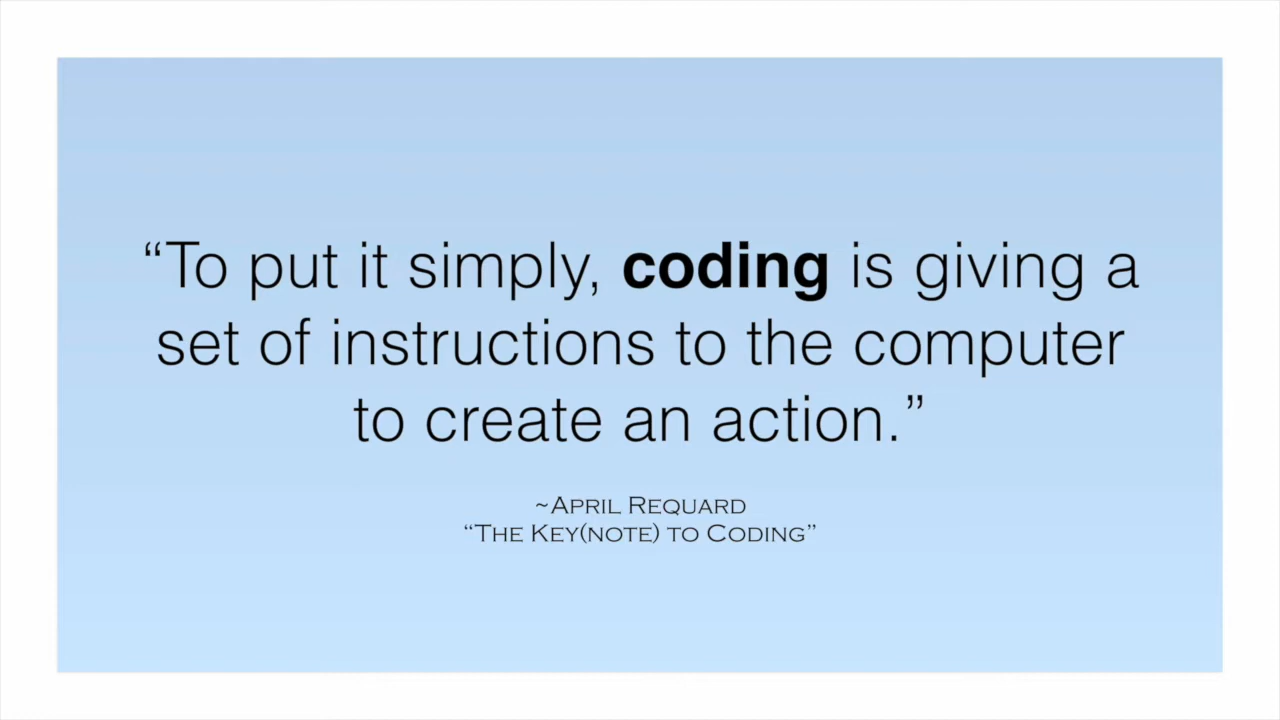 “To put it simply, coding is giving a
set of instructions to the computer
to create an action.”
~April Requard
“The Key(note) to Coding”